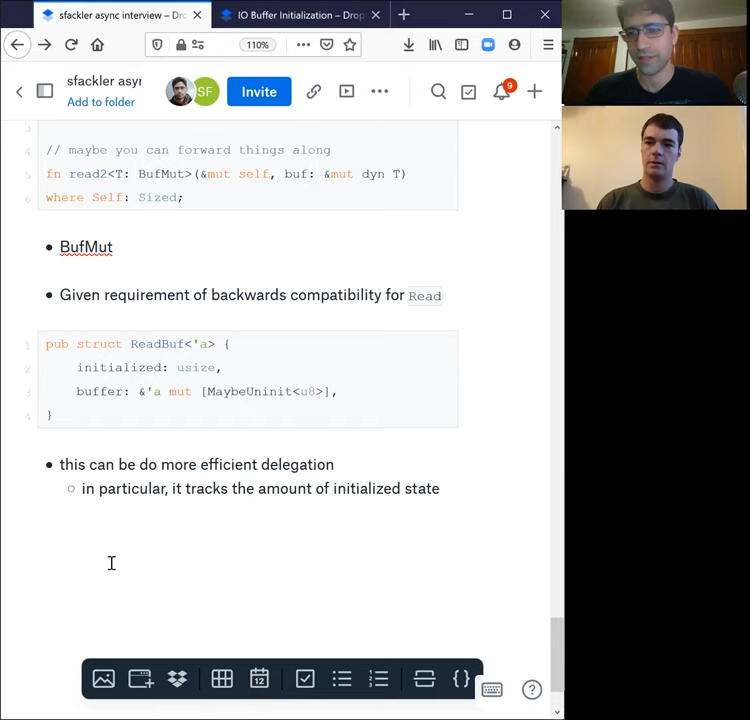 sfackler async interview – D
IO Buffer Initialization – Drop
110%
sfackler asyn
Add to folder
SF
Invite
9
3
4 // maybe you can forward things along
5 fn read2<T: BufMut>(&mut self, buf: &mut dyn T)
6 where Self: Sized;
BufMut
Given requirement of backwards compatibility for Read
1 pub struct ReadBuf<'a> {
2 initialized: usize,
3 buffer: &'a mut [MaybeUninit<u8>],
4 }
this can be do more efficient delegation
in particular, it tracks the amount of initialized state